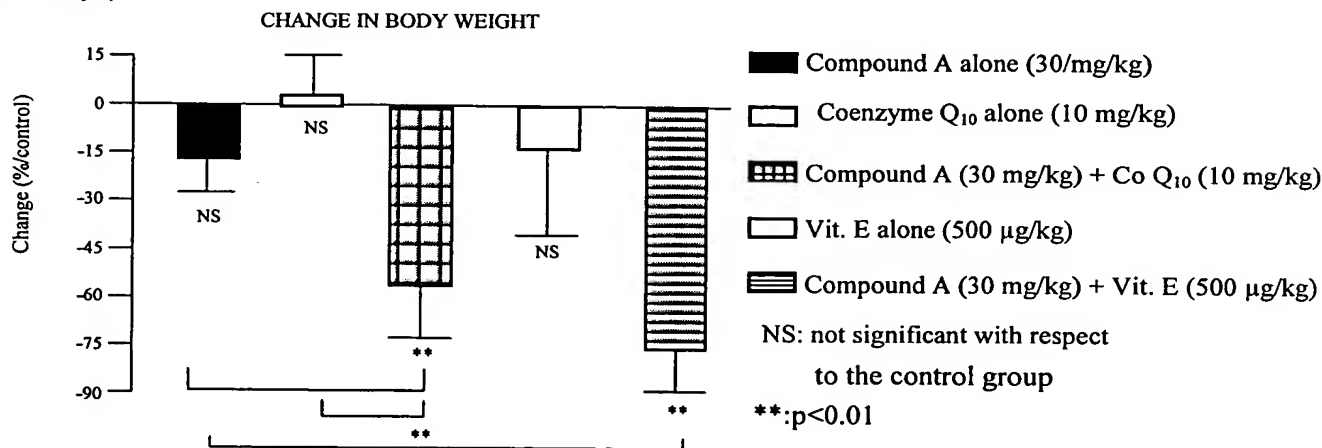 CHANGE IN BODY WEIGHT
Change (%/control)
15
0
-15
-30
-45
-60
-75
-90
NS
NS
**
NS
**
**
Compound A alone (30/mg/kg)
Coenzyme Q₁₀ alone (10 mg/kg)
Compound A (30 mg/kg) + Co Q₁₀ (10 mg/kg)
Vit. E alone (500 µg/kg)
Compound A (30 mg/kg) + Vit. E (500 µg/kg)
NS: not significant with respect
to the control group
**:p<0.01